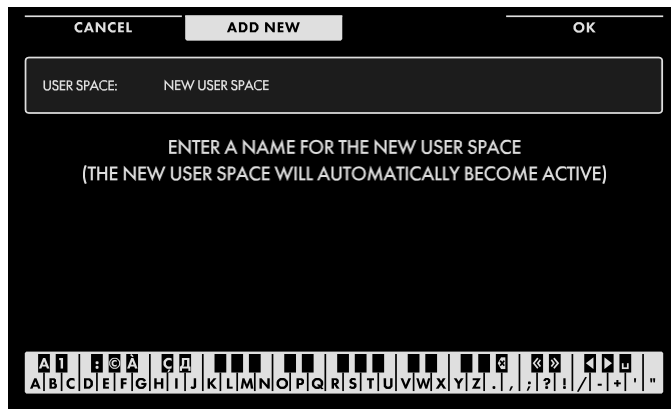 CANCEL ADD NEW OK
USER SPACE: NEW USER SPACE
ENTER A NAME FOR THE NEW USER SPACE
(THE NEW USER SPACE WILL AUTOMATICALLY BECOME ACTIVE)
A 1 : © À Ç Д « » ◀ ▶ ␣
A B C D E F G H I J K L M N O P Q R S T U V W X Y Z . , ; ? ! / - + ' "